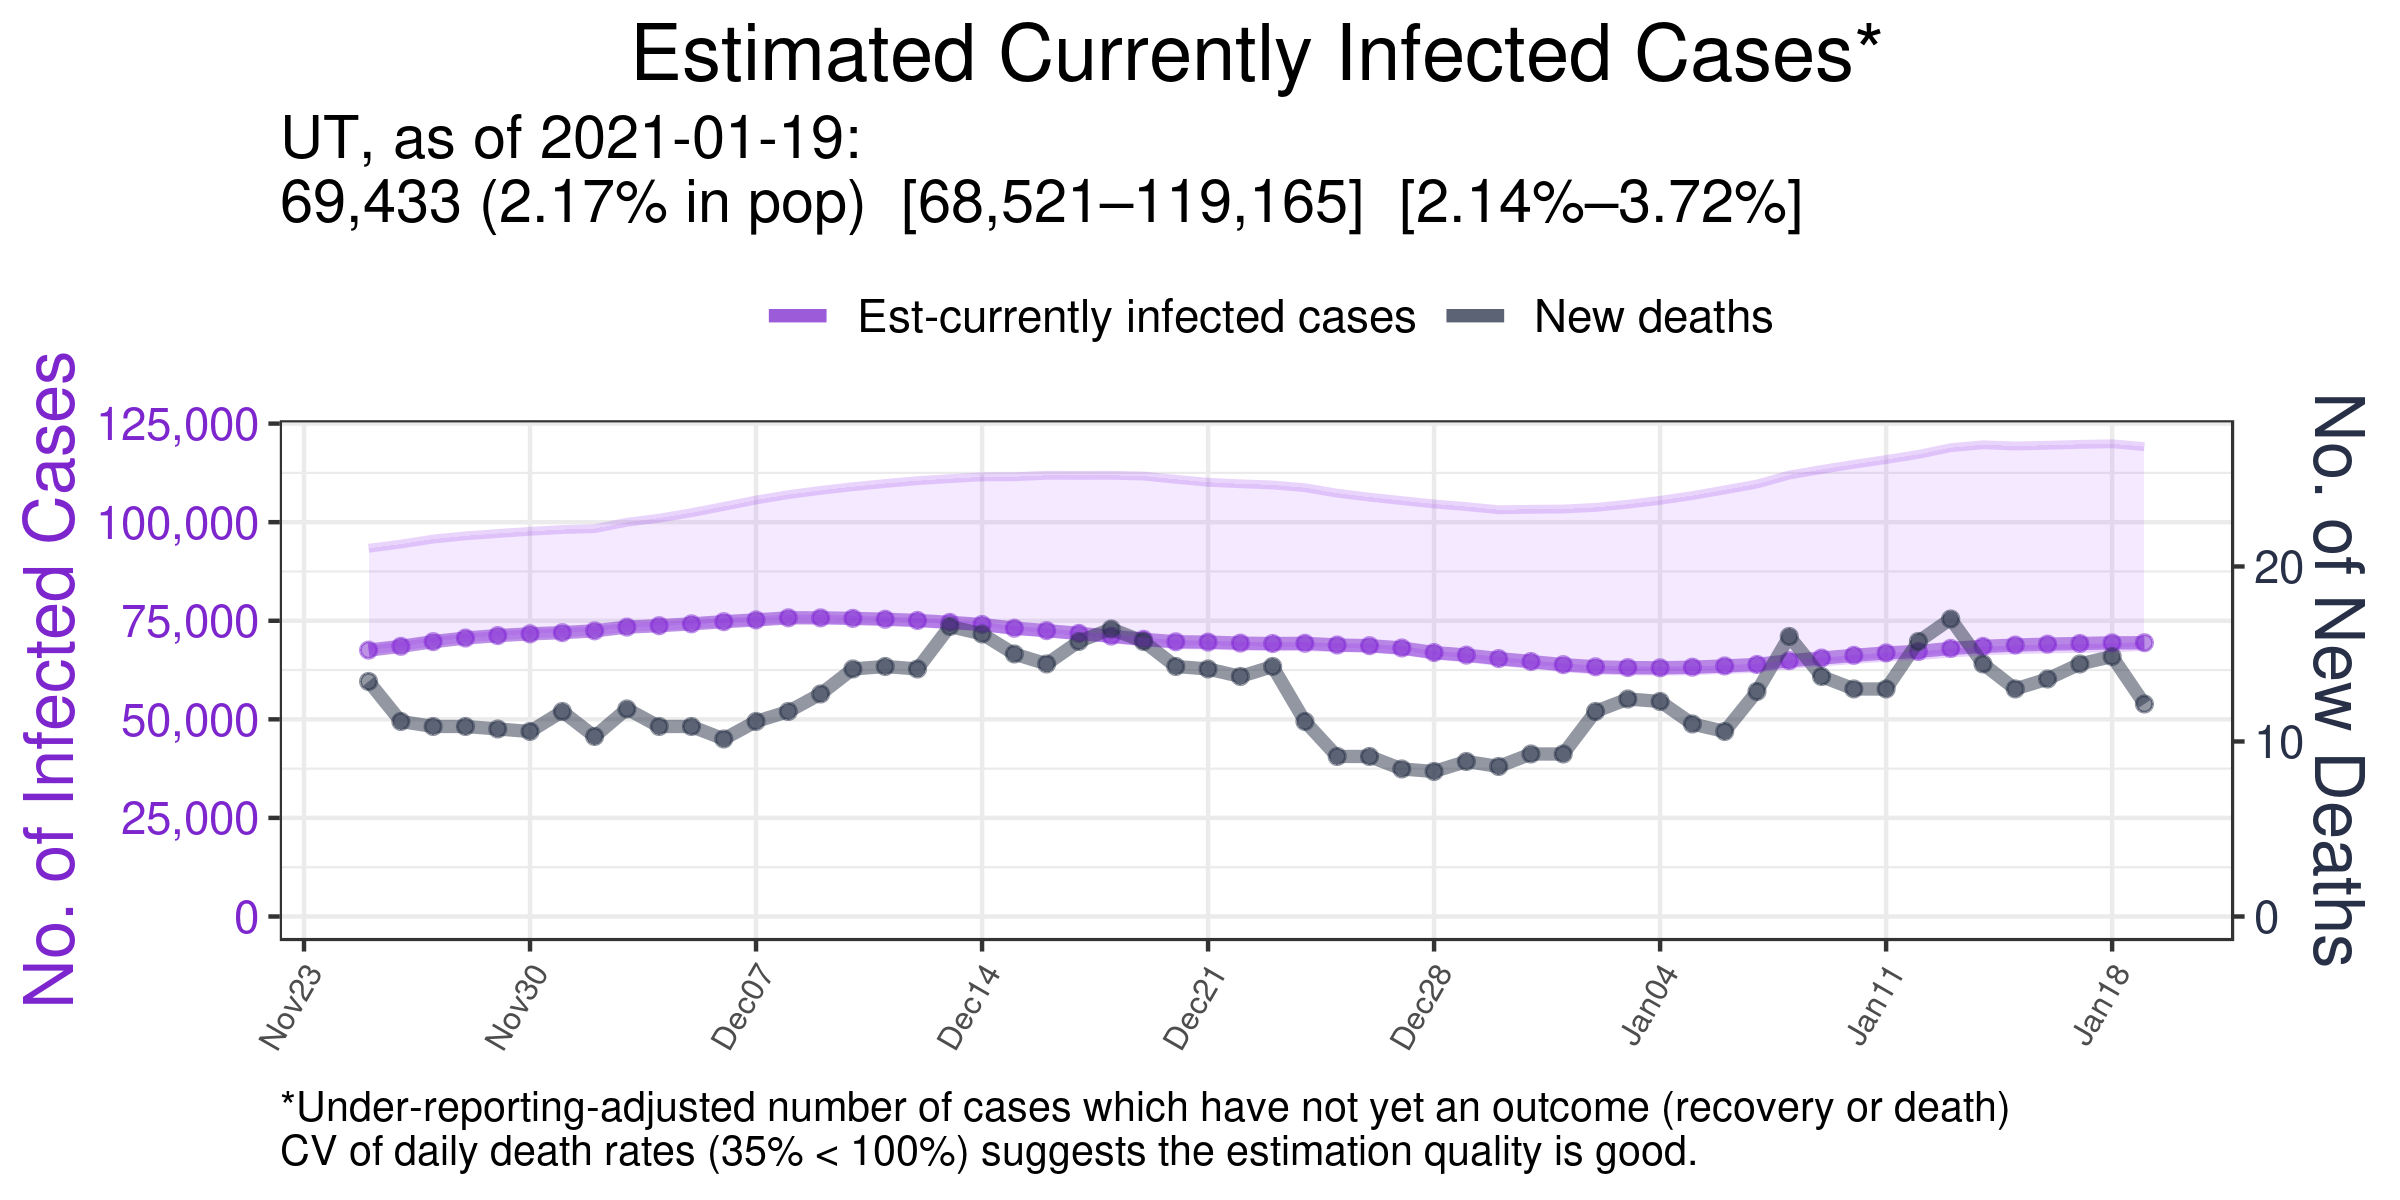 Estimated Currently Infected Cases*
UT, as of 2021-01-19:
69,433 (2.17% in pop)  [68,521–119,165]  [2.14%–3.72%]
Est-currently infected cases
New deaths
No. of Infected Cases
125,000
100,000
75,000
50,000
25,000
0
20
10
0
No. of New Deaths
Nov23
Nov30
Dec07
Dec14
Dec21
Dec28
Jan04
Jan11
Jan18
*Under-reporting-adjusted number of cases which have not yet an outcome (recovery or death)
CV of daily death rates (35% < 100%) suggests the estimation quality is good.